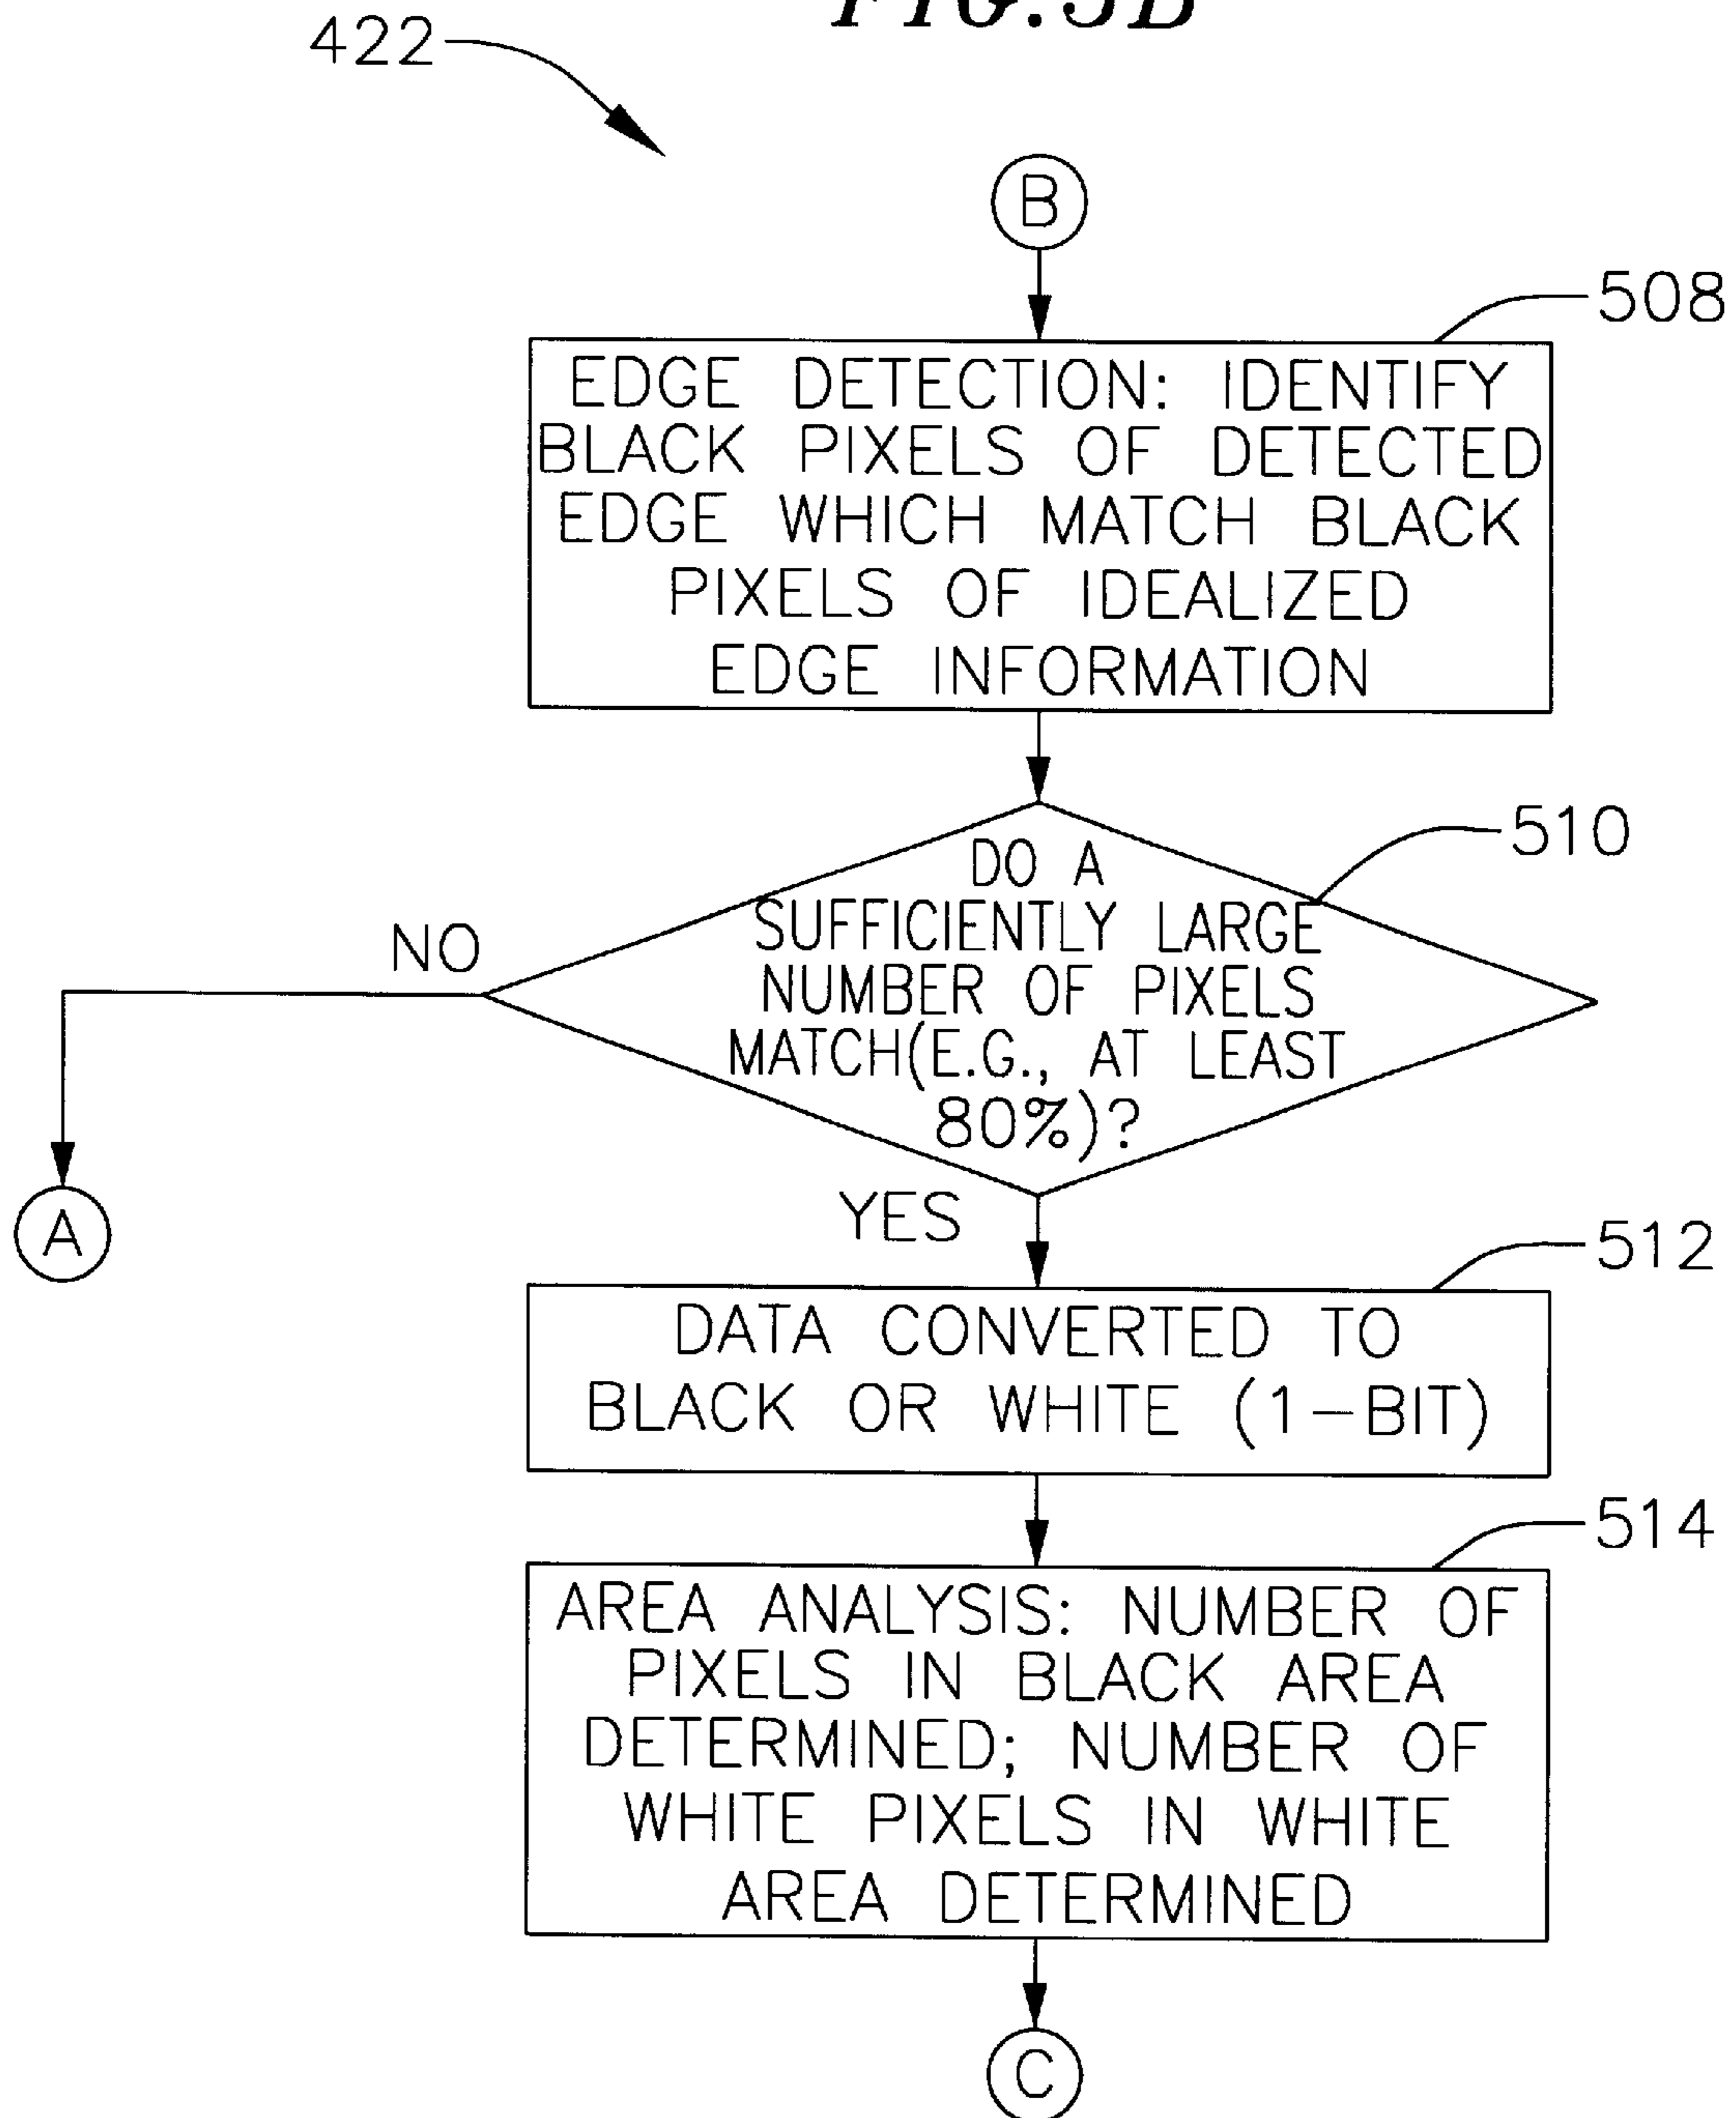 FIG. 5B
422
B
508
EDGE DETECTION: IDENTIFY
BLACK PIXELS OF DETECTED
EDGE WHICH MATCH BLACK
PIXELS OF IDEALIZED
EDGE INFORMATION
510
DO A
SUFFICIENTLY LARGE
NUMBER OF PIXELS
MATCH(E.G., AT LEAST
80%)?
NO
A
YES
512
DATA CONVERTED TO
BLACK OR WHITE (1-BIT)
514
AREA ANALYSIS: NUMBER OF
PIXELS IN BLACK AREA
DETERMINED; NUMBER OF
WHITE PIXELS IN WHITE
AREA DETERMINED
C